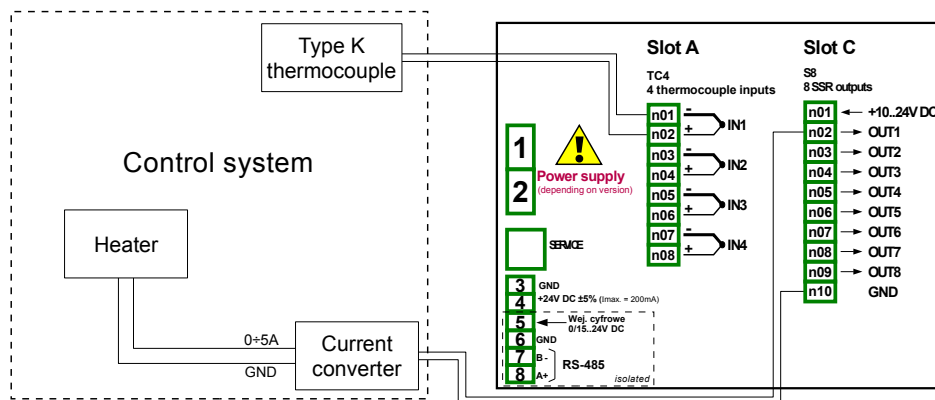 Type K
thermocouple
Control system
Heater
0÷5A
GND
Current
converter
Slot A
TC4
4 thermocouple inputs
n01 - IN1
n02 +
n03 - IN2
n04 +
n05 - IN3
n06 +
n07 - IN4
n08 +
Slot C
S8
8 SSR outputs
n01 +10..24V DC
n02 OUT1
n03 OUT2
n04 OUT3
n05 OUT4
n06 OUT5
n07 OUT6
n08 OUT7
n09 OUT8
n10 GND
1
2
Power supply
(depending on version)
SERVICE
3 GND
4 +24V DC ±5% (Imax. = 200mA)
5 Wej. cyfrowe
0/15..24V DC
6 GND
7 B -
8 A+
RS-485
isolated